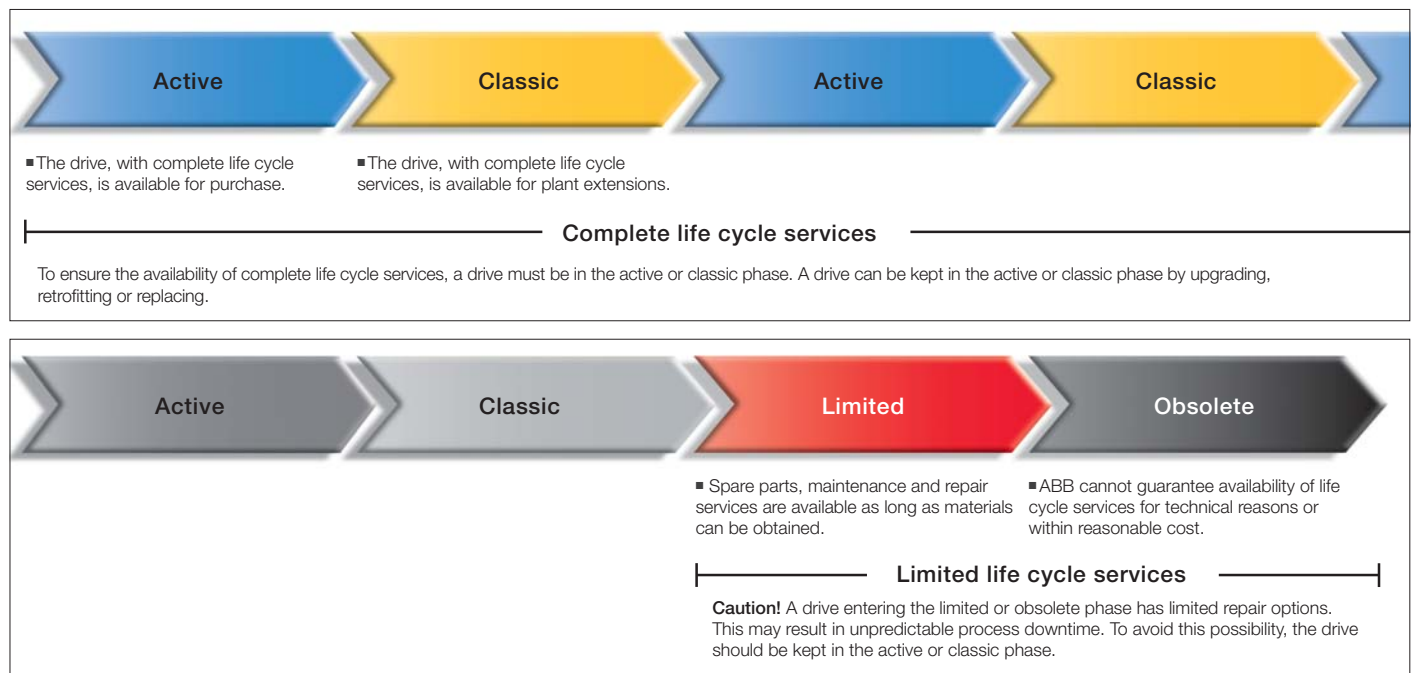 Active
Classic
Active
Classic
■ The drive, with complete life cycle
services, is available for purchase.
■ The drive, with complete life cycle
services, is available for plant extensions.
Complete life cycle services
To ensure the availability of complete life cycle services, a drive must be in the active or classic phase. A drive can be kept in the active or classic phase by upgrading,
retrofitting or replacing.
Active
Classic
Limited
Obsolete
■ Spare parts, maintenance and repair
services are available as long as materials
can be obtained.
■ ABB cannot guarantee availability of life
cycle services for technical reasons or
within reasonable cost.
Limited life cycle services
Caution! A drive entering the limited or obsolete phase has limited repair options.
This may result in unpredictable process downtime. To avoid this possibility, the drive
should be kept in the active or classic phase.